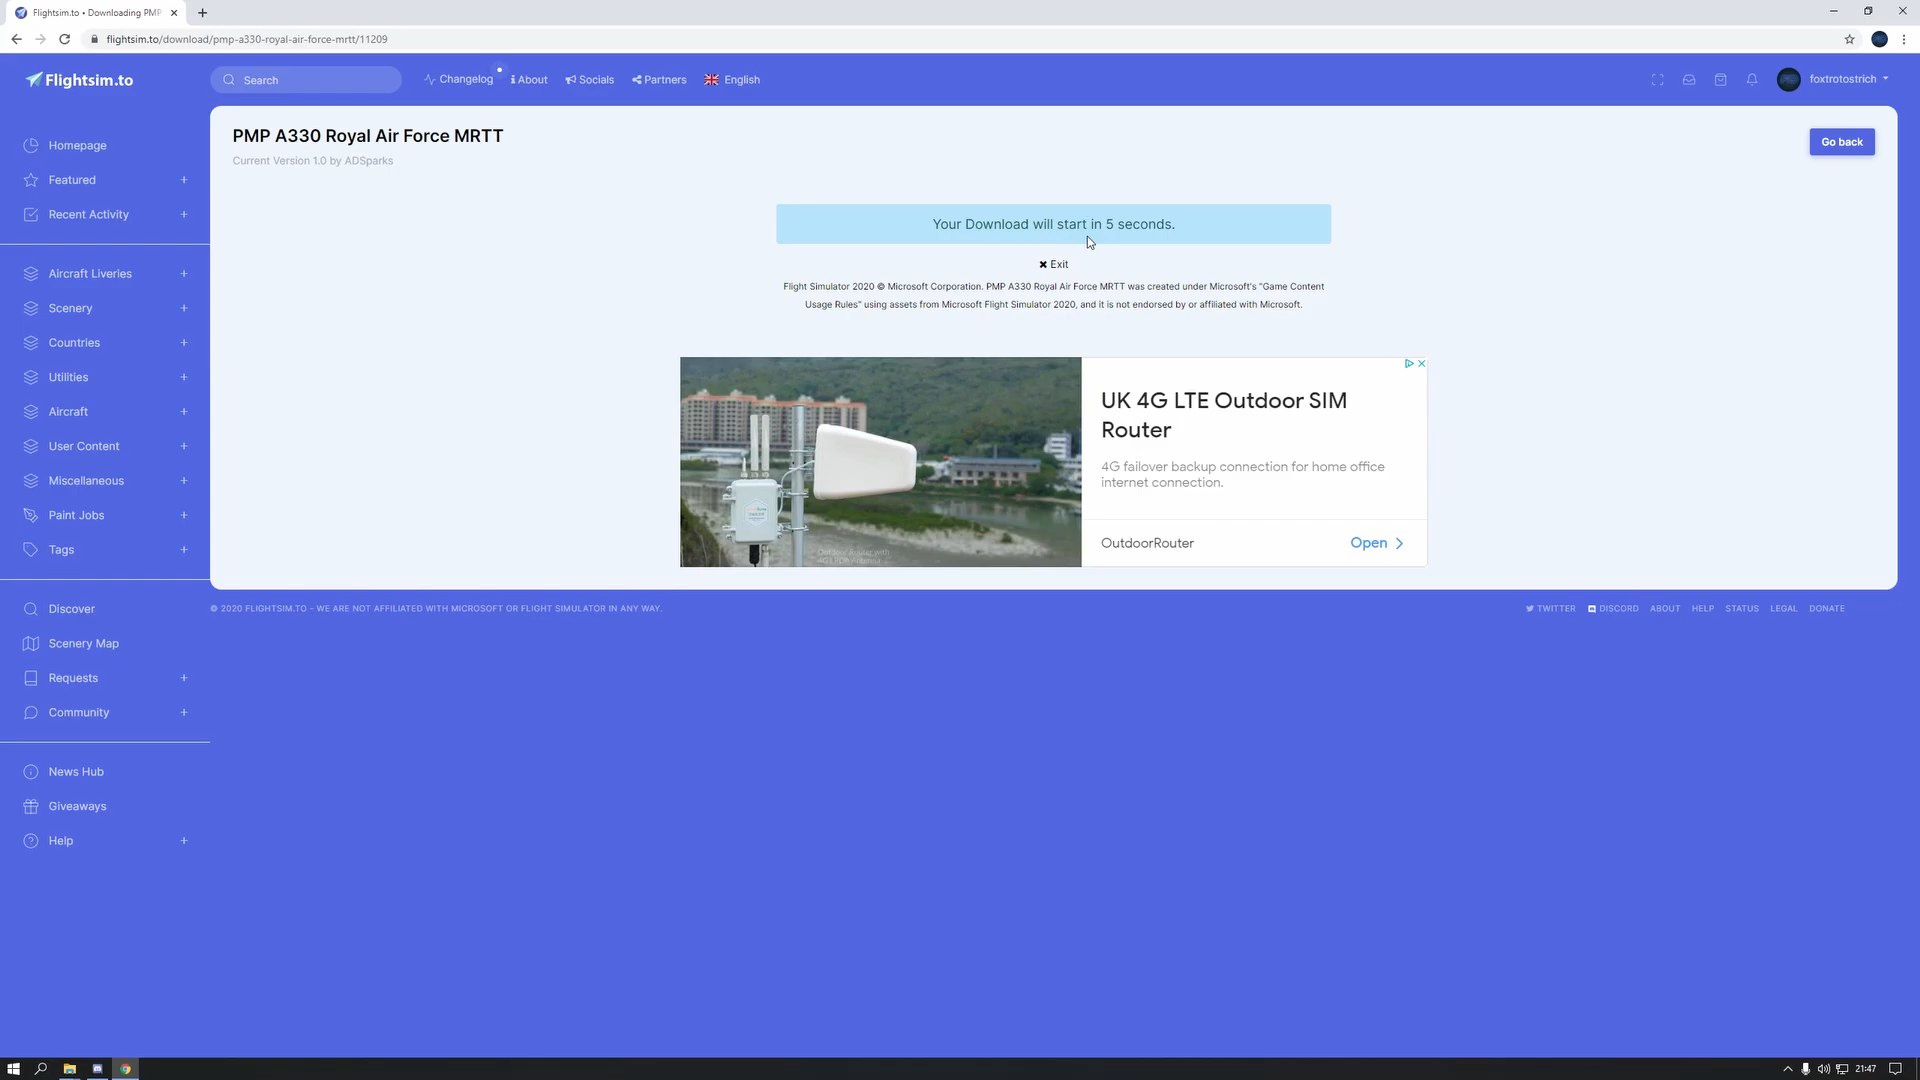 Flightsim.to • Downloading PMP
flightsim.to/download/pmp-a330-royal-air-force-mrtt/11209
Flightsim.to
Search
Changelog
About
Socials
Partners
English
foxtrotostrich
Homepage
Featured
Recent Activity
Aircraft Liveries
Scenery
Countries
Utilities
Aircraft
User Content
Miscellaneous
Paint Jobs
Tags
Discover
Scenery Map
Requests
Community
News Hub
Giveaways
Help
PMP A330 Royal Air Force MRTT
Current Version 1.0 by ADSparks
Go back
Your Download will start in 5 seconds.
✖ Exit
Flight Simulator 2020 © Microsoft Corporation. PMP A330 Royal Air Force MRTT was created under Microsoft's "Game Content
Usage Rules" using assets from Microsoft Flight Simulator 2020, and it is not endorsed by or affiliated with Microsoft.
Outdoor Router with
4G LPDA Antenna
UK 4G LTE Outdoor SIM
Router
4G failover backup connection for home office
internet connection.
OutdoorRouter
Open
© 2020 FLIGHTSIM.TO - WE ARE NOT AFFILIATED WITH MICROSOFT OR FLIGHT SIMULATOR IN ANY WAY.
TWITTER
DISCORD
ABOUT
HELP
STATUS
LEGAL
DONATE
21:47